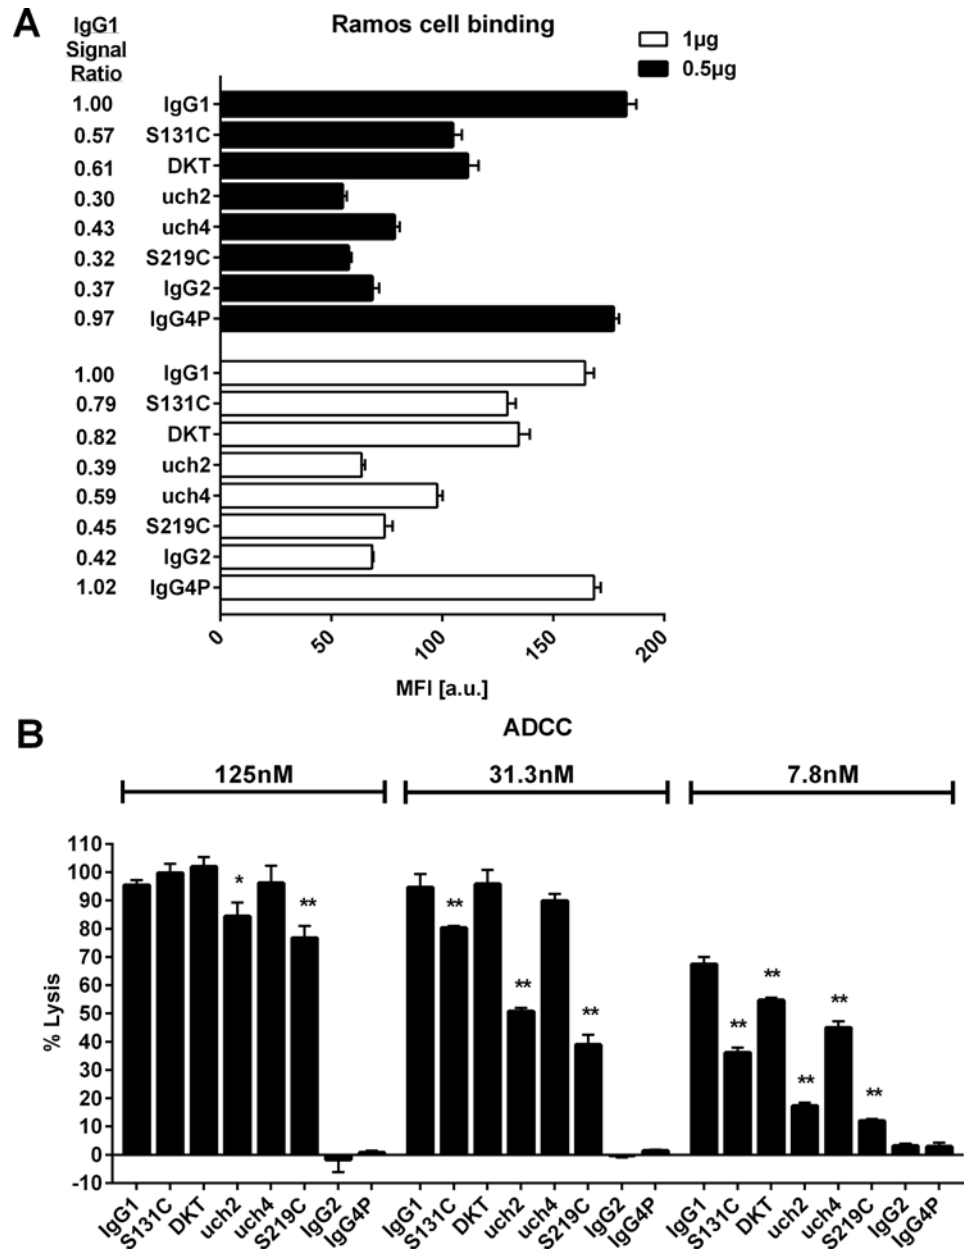 A
IgG1
Signal
Ratio
Ramos cell binding
1µg
0.5µg
1.00 IgG1
0.57 S131C
0.61 DKT
0.30 uch2
0.43 uch4
0.32 S219C
0.37 IgG2
0.97 IgG4P
1.00 IgG1
0.79 S131C
0.82 DKT
0.39 uch2
0.59 uch4
0.45 S219C
0.42 IgG2
1.02 IgG4P
0 50 100 150 200
MFI [a.u.]
B
ADCC
125nM 31.3nM 7.8nM
110
100
90
80
70
60
50
40
30
20
10
0
-10
% Lysis
* ** ** ** ** ** ** ** ** **
IgG1 S131C DKT uch2 uch4 S219C IgG2 IgG4P IgG1 S131C DKT uch2 uch4 S219C IgG2 IgG4P IgG1 S131C DKT uch2 uch4 S219C IgG2 IgG4P